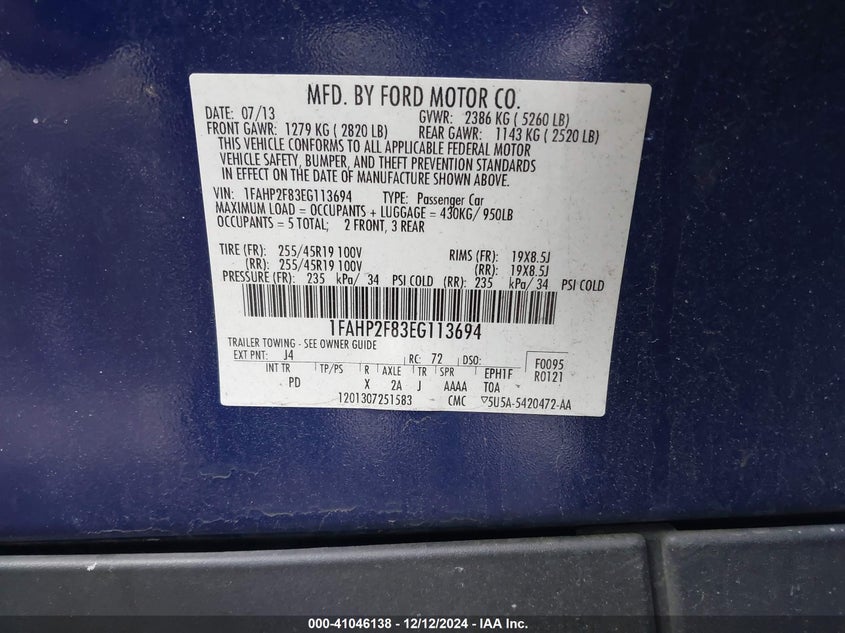 MFD. BY FORD MOTOR CO.
DATE: 07/13 GVWR: 2386 KG ( 5260 LB)
FRONT GAWR: 1279 KG ( 2820 LB) REAR GAWR: 1143 KG ( 2520 LB)
THIS VEHICLE CONFORMS TO ALL APPLICABLE FEDERAL MOTOR
VEHICLE SAFETY, BUMPER, AND THEFT PREVENTION STANDARDS
IN EFFECT ON THE DATE OF MANUFACTURE SHOWN ABOVE.
VIN: 1FAHP2F83EG113694 TYPE: Passenger Car
MAXIMUM LOAD = OCCUPANTS + LUGGAGE = 430KG/ 950LB
OCCUPANTS = 5 TOTAL; 2 FRONT, 3 REAR
TIRE (FR): 255/45R19 100V RIMS (FR): 19X8.5J
(RR): 255/45R19 100V (RR): 19X8.5J
PRESSURE (FR): 235 kPa/ 34 PSI COLD (RR): 235 kPa/ 34 PSI COLD
1FAHP2F83EG113694
TRAILER TOWING - SEE OWNER GUIDE
EXT PNT: J4 RC: 72 DSO: F0095
INT TR TP/PS R AXLE TR SPR EPH1F R0121
PD X 2A J AAAA T0A
1201307251583 CMC ▽5U5A-5420472-AA
000-41046138 - 12/12/2024 - IAA Inc.